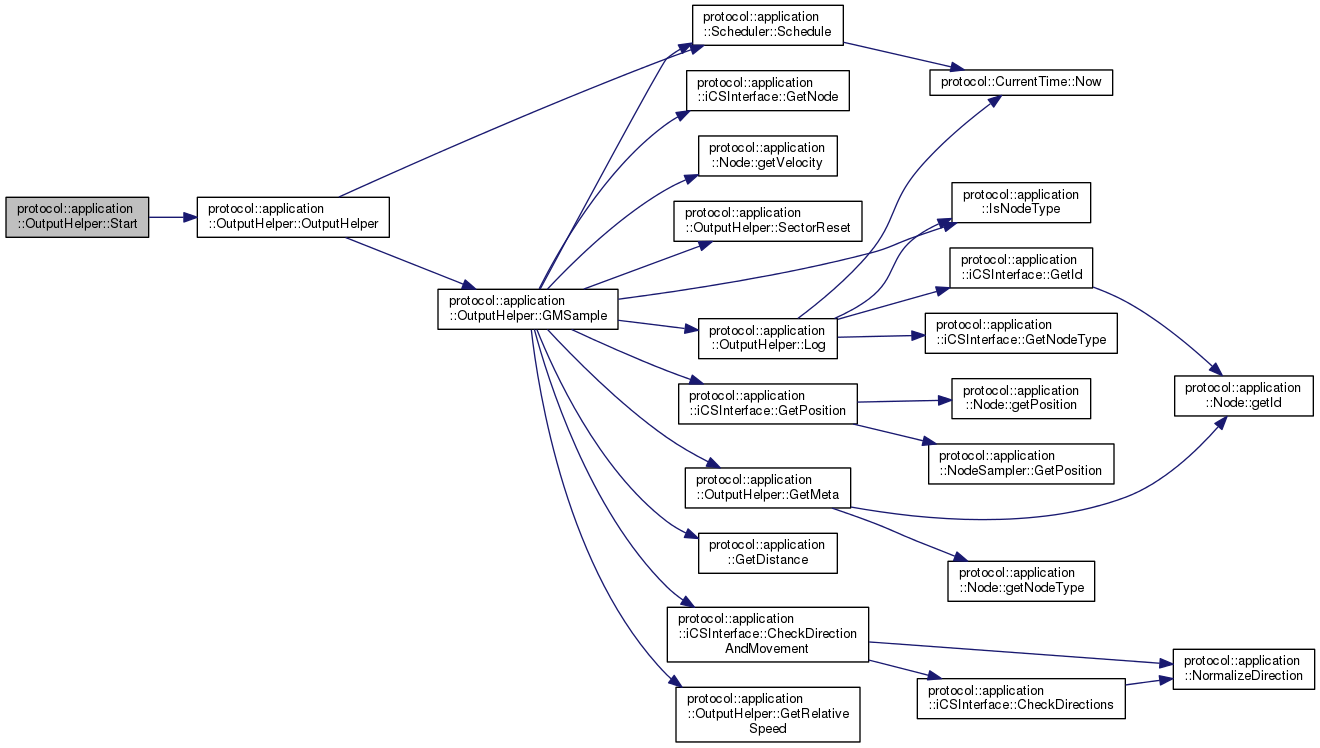 protocol::application
::OutputHelper::Start
protocol::application
::OutputHelper::OutputHelper
protocol::application
::OutputHelper::GMSample
protocol::application
::Scheduler::Schedule
protocol::application
::iCSInterface::GetNode
protocol::application
::Node::getVelocity
protocol::application
::OutputHelper::SectorReset
protocol::application
::OutputHelper::Log
protocol::application
::iCSInterface::GetPosition
protocol::application
::OutputHelper::GetMeta
protocol::application
::GetDistance
protocol::application
::iCSInterface::CheckDirection
AndMovement
protocol::application
::OutputHelper::GetRelative
Speed
protocol::CurrentTime::Now
protocol::application
::IsNodeType
protocol::application
::iCSInterface::GetId
protocol::application
::iCSInterface::GetNodeType
protocol::application
::Node::getPosition
protocol::application
::NodeSampler::GetPosition
protocol::application
::Node::getNodeType
protocol::application
::iCSInterface::CheckDirections
protocol::application
::Node::getId
protocol::application
::NormalizeDirection